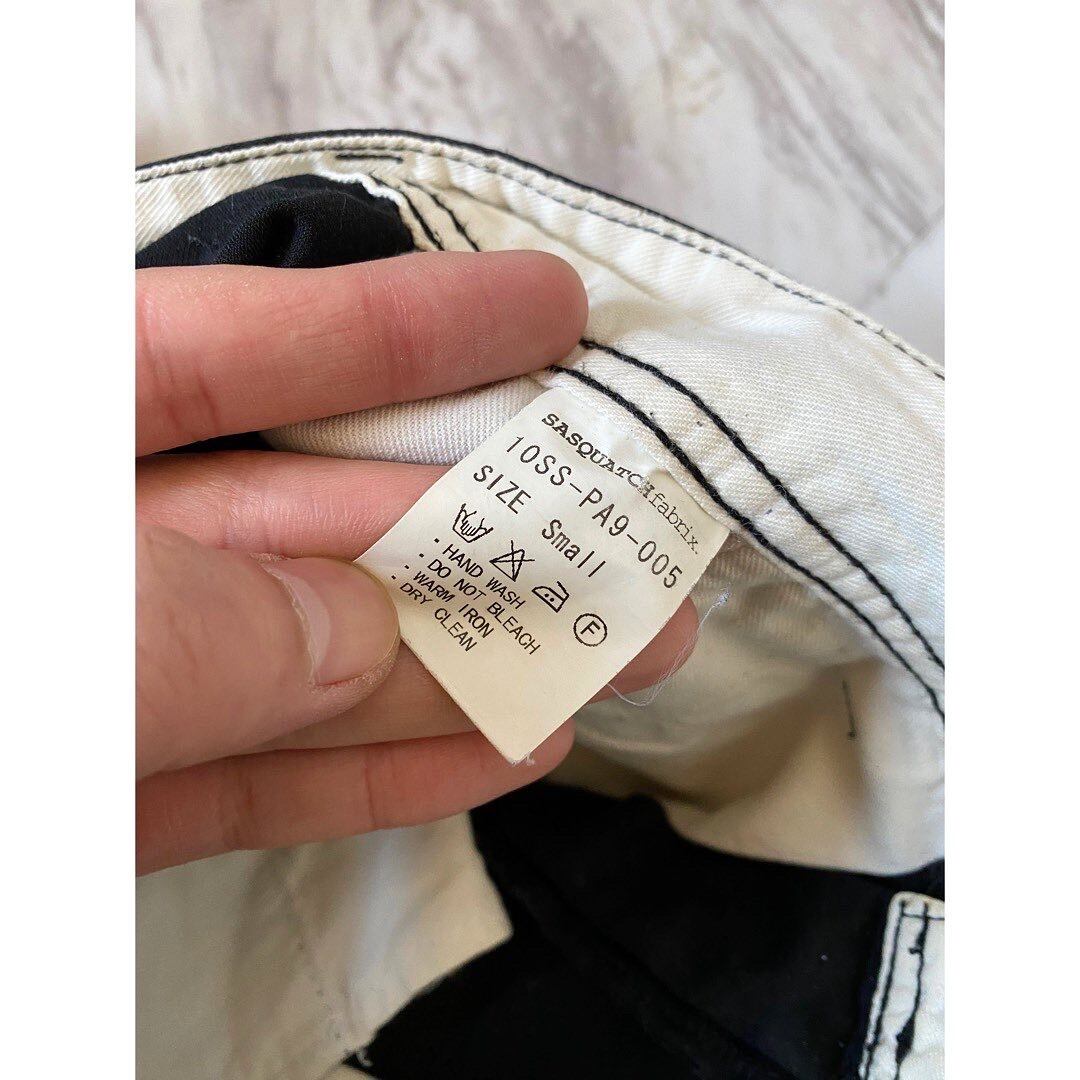 SASQUATCHfabrix.
10SS-PA9-005
SIZE Small
F
· HAND WASH
· DO NOT BLEACH
· WARM IRON
DRY CLEAN